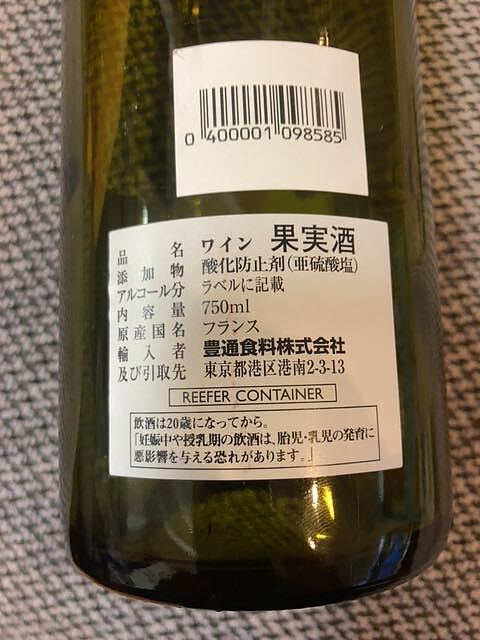 0 400001 098585
品名 ワイン 果実酒
添加物 酸化防止剤(亜硫酸塩)
アルコール分 ラベルに記載
内容量 750ml
原産国名 フランス
輸入者 豊通食料株式会社
及び引取先 東京都港区港南2-3-13
REEFER CONTAINER
飲酒は20歳になってから。
「妊娠中や授乳期の飲酒は、胎児・乳児の発育に
悪影響を与える恐れがあります。」